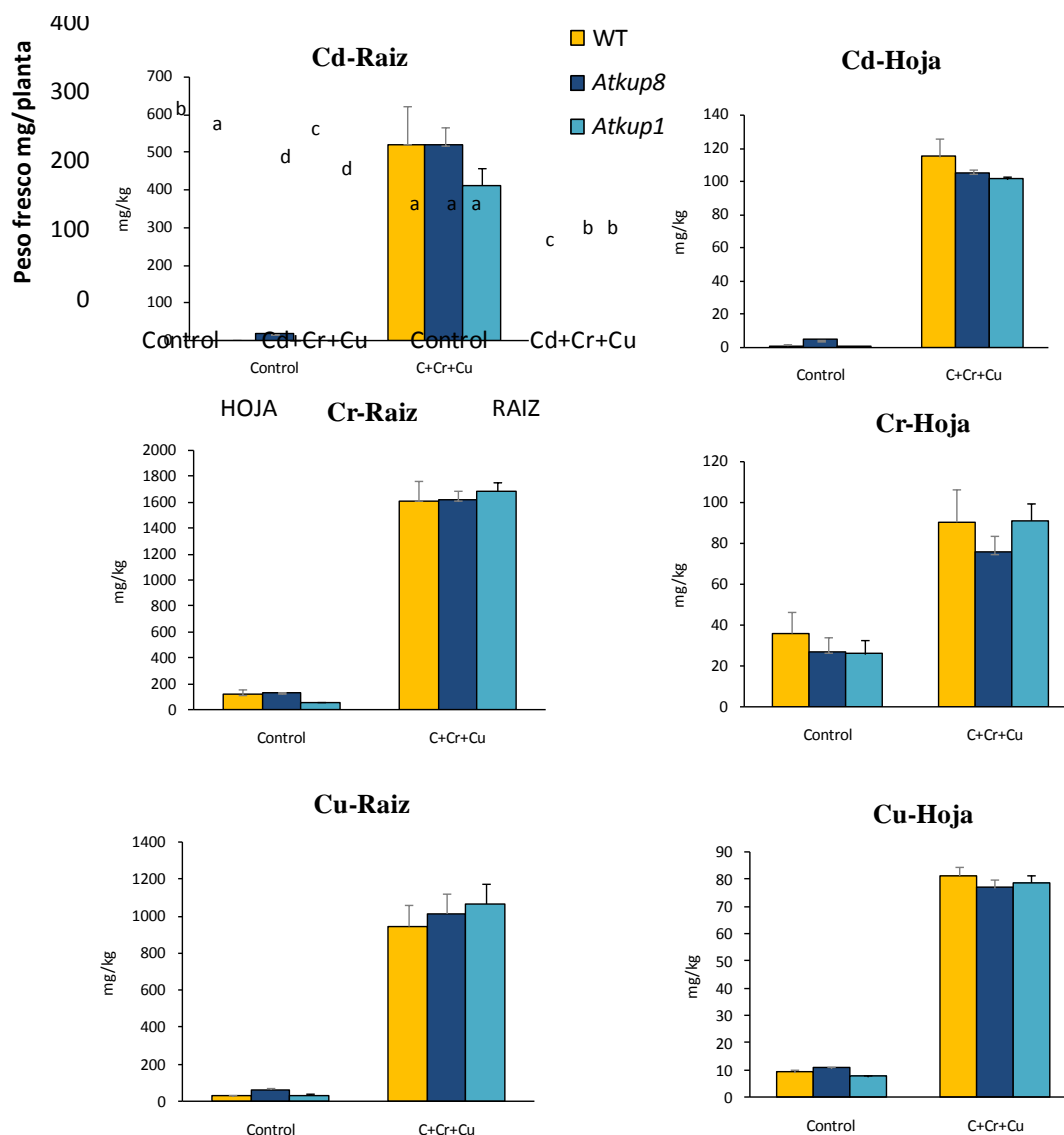 400
WT
Cd-Raiz
Cd-Hoja
Atkup8
Atkup1
Peso fresco mg/planta
300
200
100
0
b
a
d
c
d
a
a
a
c
b
b
Control
Cd+Cr+Cu
Control
Cd+Cr+Cu
HOJA
RAIZ
700
600
500
400
300
200
100
0
mg/kg
Control
C+Cr+Cu
140
120
100
80
60
40
20
0
mg/kg
Control
C+Cr+Cu
Cr-Raiz
2000
1800
1600
1400
1200
1000
800
600
400
200
0
mg/kg
Control
C+Cr+Cu
Cr-Hoja
120
100
80
60
40
20
0
mg/kg
Control
C+Cr+Cu
Cu-Raiz
1400
1200
1000
800
600
400
200
0
mg/kg
Control
C+Cr+Cu
Cu-Hoja
90
80
70
60
50
40
30
20
10
0
mg/kg
Control
C+Cr+Cu